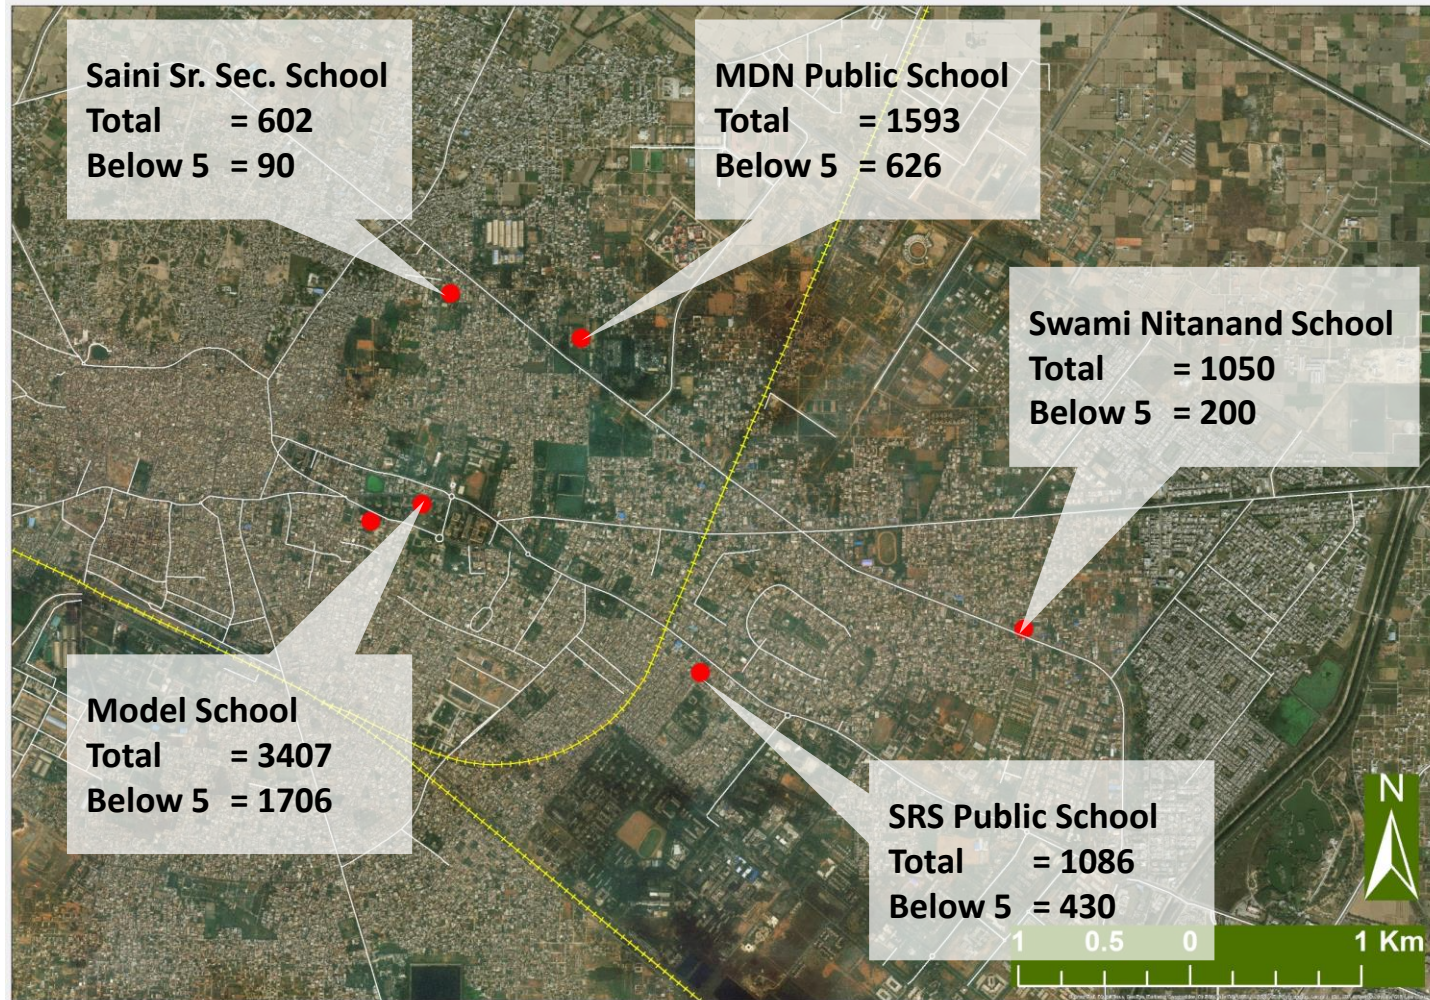 Saini Sr. Sec. School
Total = 602
Below 5 = 90
MDN Public School
Total = 1593
Below 5 = 626
Swami Nitanand School
Total = 1050
Below 5 = 200
Model School
Total = 3407
Below 5 = 1706
SRS Public School
Total = 1086
Below 5 = 430
N
1 0.5 0 1 Km